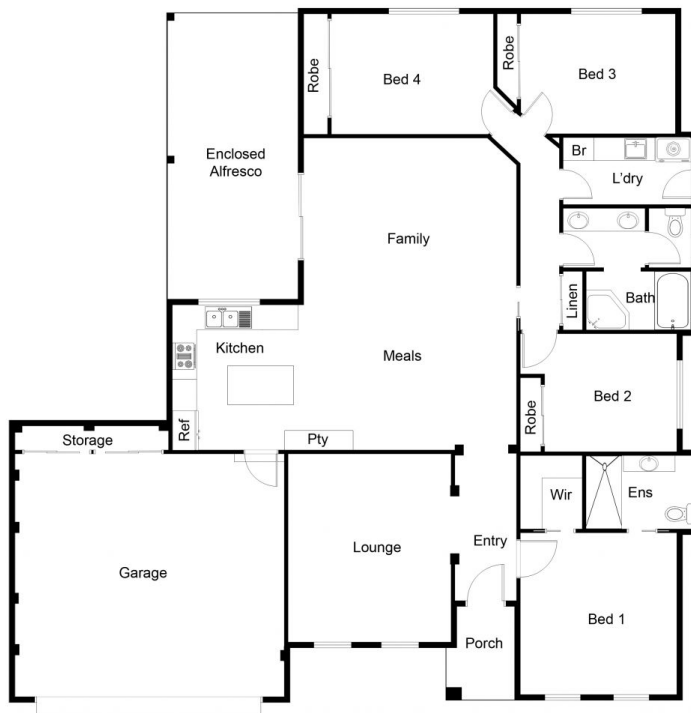 Robe
Bed 4
Robe
Bed 3
Enclosed
Alfresco
Br
L'dry
Family
Linen
Bath
Kitchen
Meals
Ref
Pty
Robe
Bed 2
Storage
Wir
Ens
Garage
Lounge
Entry
Bed 1
Porch